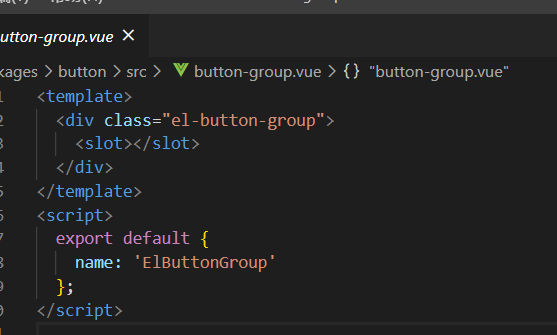 utton-group.vue ×
kages > button > src > button-group.vue > {} "button-group.vue"
1 <template>
2 <div class="el-button-group">
3 <slot></slot>
4 </div>
5 </template>
6 <script>
7 export default {
8 name: 'ElButtonGroup'
9 };
0 </script>